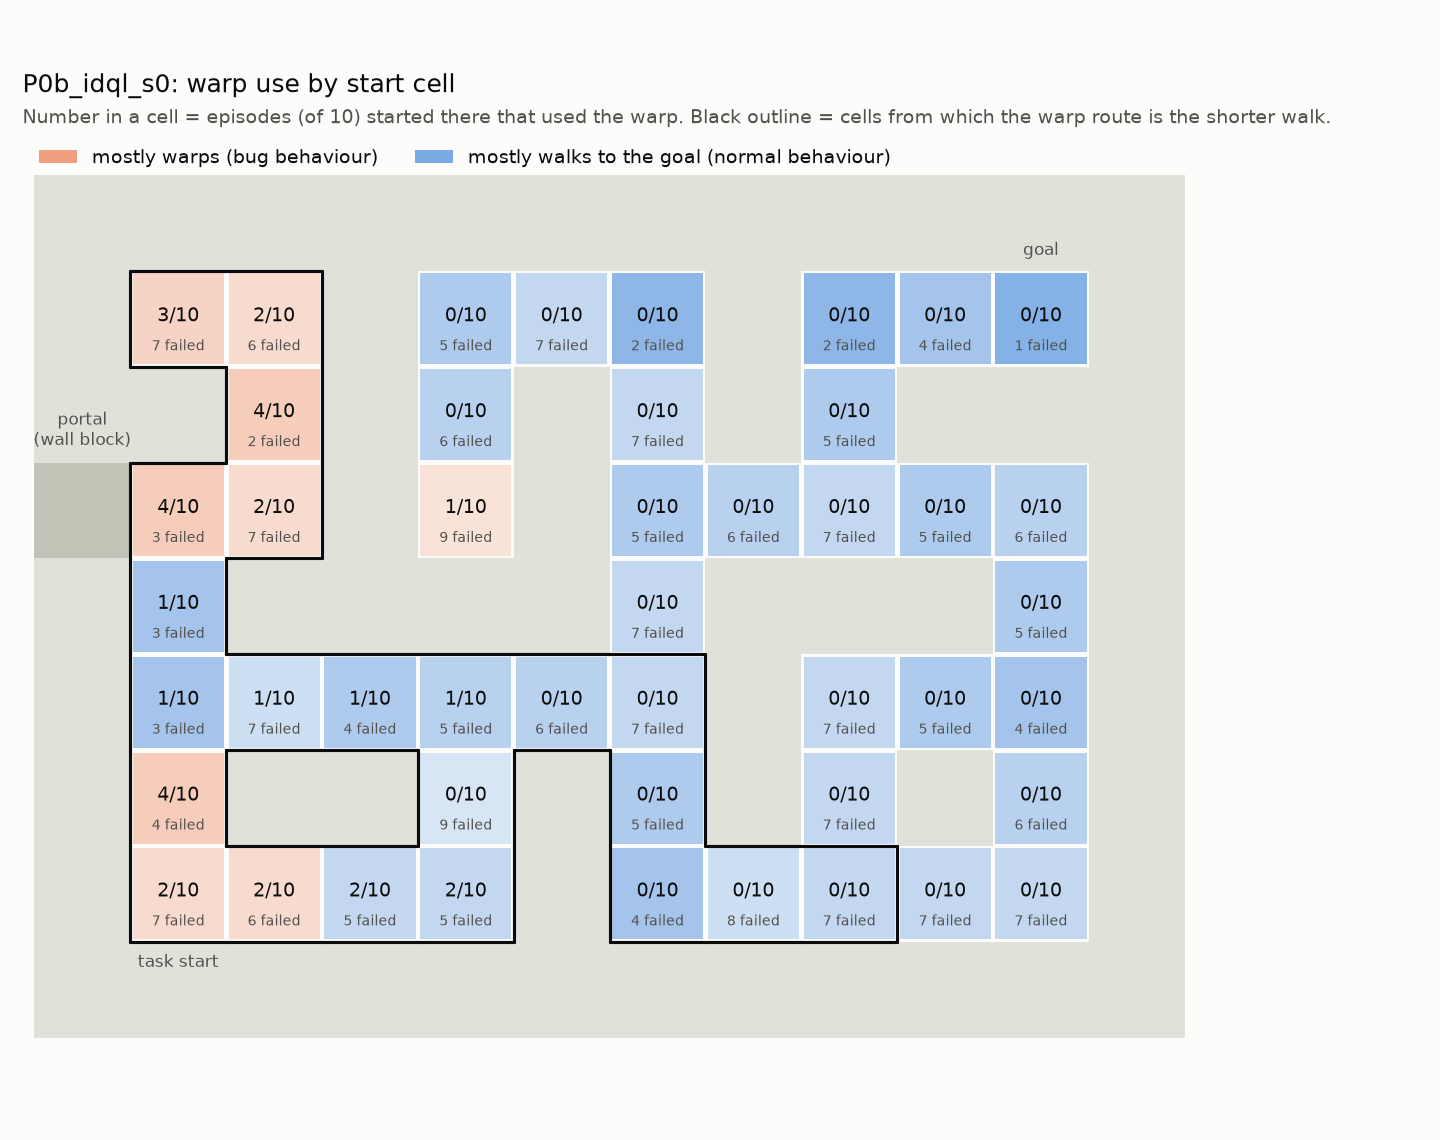 P0b_idql_s0: warp use by start cell
Number in a cell = episodes (of 10) started there that used the warp. Black outline = cells from which the warp route is the shorter walk.
mostly warps (bug behaviour) mostly walks to the goal (normal behaviour)
goal
3/10 2/10 0/10 0/10 0/10 0/10 0/10 0/10
7 failed 6 failed 5 failed 7 failed 2 failed 2 failed 4 failed 1 failed
4/10 0/10 0/10 0/10
portal
(wall block)
2 failed 6 failed 7 failed 5 failed
4/10 2/10 1/10 0/10 0/10 0/10 0/10 0/10
3 failed 7 failed 9 failed 5 failed 6 failed 7 failed 5 failed 6 failed
1/10 0/10 0/10
3 failed 7 failed 5 failed
1/10 1/10 1/10 1/10 0/10 0/10 0/10 0/10 0/10
3 failed 7 failed 4 failed 5 failed 6 failed 7 failed 7 failed 5 failed 4 failed
4/10 0/10 0/10 0/10 0/10
4 failed 9 failed 5 failed 7 failed 6 failed
2/10 2/10 2/10 2/10 0/10 0/10 0/10 0/10 0/10
7 failed 6 failed 5 failed 5 failed 4 failed 8 failed 7 failed 7 failed 7 failed
task start